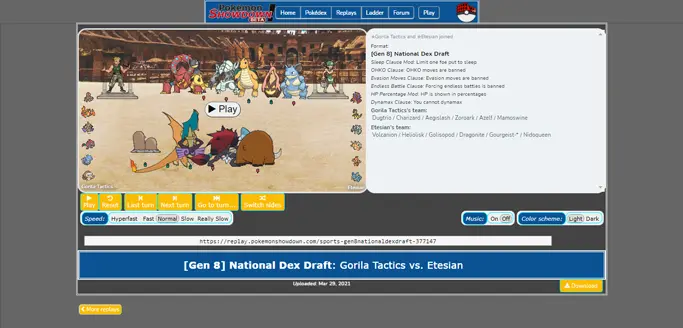 Pokémon
SHOWDOWN!
BETA
Home
Pokédex
Replays
Ladder
Forum
Play
Play
Gorila Tactics
Etesian
☆Gorila Tactics and ☆Etesian joined.
Format:
[Gen 8] National Dex Draft
Sleep Clause Mod: Limit one foe put to sleep
OHKO Clause: OHKO moves are banned
Evasion Moves Clause: Evasion moves are banned
Endless Battle Clause: Forcing endless battles is banned
HP Percentage Mod: HP is shown in percentages
Dynamax Clause: You cannot dynamax
Gorila Tactics's team:
Dugtrio / Charizard / Aegislash / Zoroark / Azelf / Mamoswine
Etesian's team:
Volcanion / Heliolisk / Golisopod / Dragonite / Gourgeist-* / Nidoqueen
Play
Reset
Last turn
Next turn
Go to turn...
Switch sides
Speed:
Hyperfast
Fast
Normal
Slow
Really Slow
Music:
On
Off
Color scheme:
Light
Dark
https://replay.pokemonshowdown.com/sports-gen8nationaldexdraft-377147
[Gen 8] National Dex Draft: Gorila Tactics vs. Etesian
Uploaded: Mar 29, 2021
Download
More replays